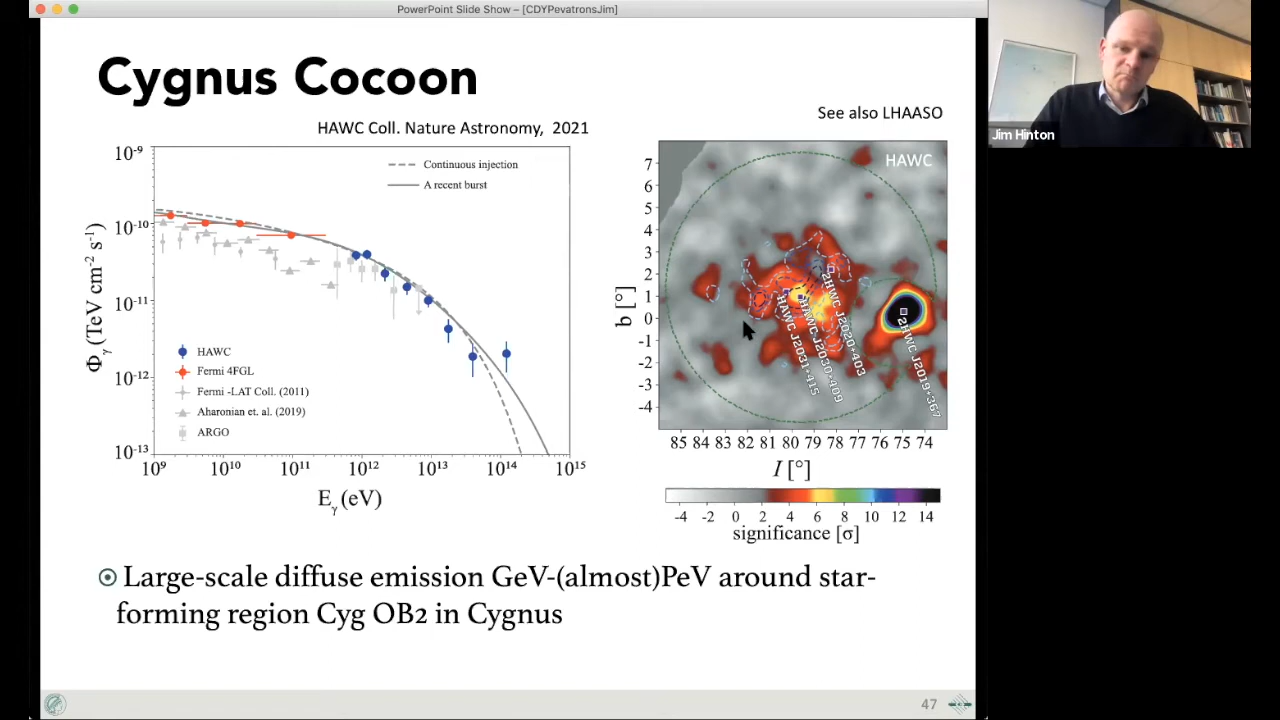 PowerPoint Slide Show – [CDYPevatronsJim]
Cygnus Cocoon
HAWC Coll. Nature Astronomy, 2021
See also LHAASO
Jim Hinton
10⁻⁹
10⁻¹⁰
10⁻¹¹
10⁻¹²
10⁻¹³
Φγ (TeV cm⁻² s⁻¹)
Continuous injection
A recent burst
HAWC
Fermi 4FGL
Fermi -LAT Coll. (2011)
Aharonian et. al. (2019)
ARGO
10⁹ 10¹⁰ 10¹¹ 10¹² 10¹³ 10¹⁴ 10¹⁵
Eγ (eV)
HAWC
7
6
5
4
3
2
1
0
-1
-2
-3
-4
b [°]
2HWC J2020+403
HAWC J2030+409
HAWC J2031+415
2HWC J2019+367
85 84 83 82 81 80 79 78 77 76 75 74
l [°]
-4 -2 0 2 4 6 8 10 12 14
significance [σ]
Large-scale diffuse emission GeV-(almost)PeV around star-
forming region Cyg OB2 in Cygnus
47